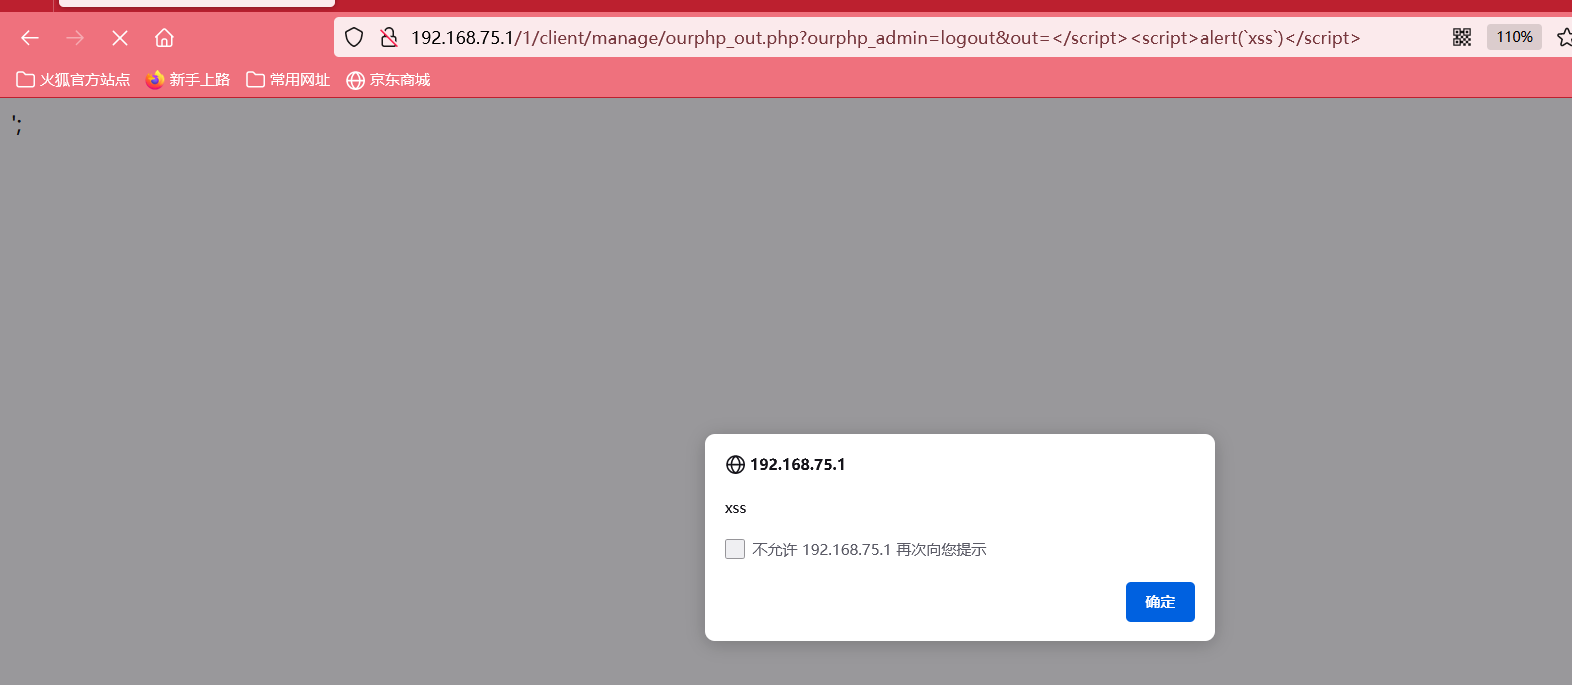 192.168.75.1/1/client/manage/ourphp_out.php?ourphp_admin=logout&out=</script><script>alert(`xss`)</script>
110%
火狐官方站点 新手上路 常用网址 京东商城
';
192.168.75.1
xss
不允许 192.168.75.1 再次向您提示
确定